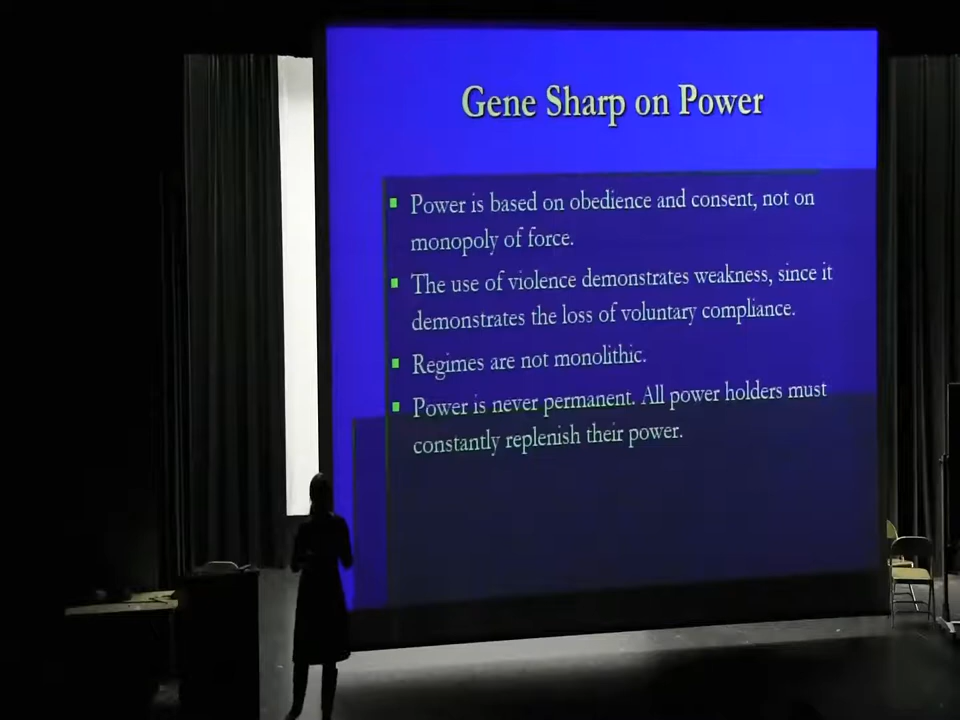 Gene Sharp on Power
Power is based on obedience and consent, not on
monopoly of force.
The use of violence demonstrates weakness, since it
demonstrates the loss of voluntary compliance.
Regimes are not monolithic.
Power is never permanent. All power holders must
constantly replenish their power.